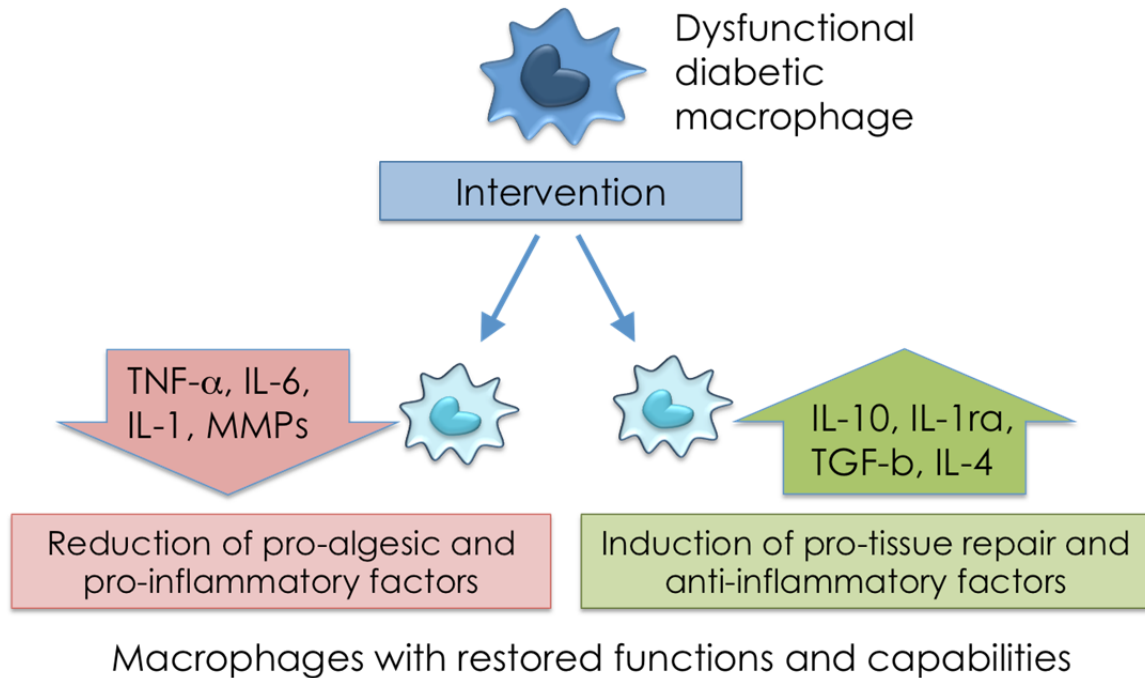 Dysfunctional
diabetic
macrophage
Intervention
TNF-α, IL-6,
IL-1, MMPs
IL-10, IL-1ra,
TGF-b, IL-4
Reduction of pro-algesic and
pro-inflammatory factors
Induction of pro-tissue repair and
anti-inflammatory factors
Macrophages with restored functions and capabilities